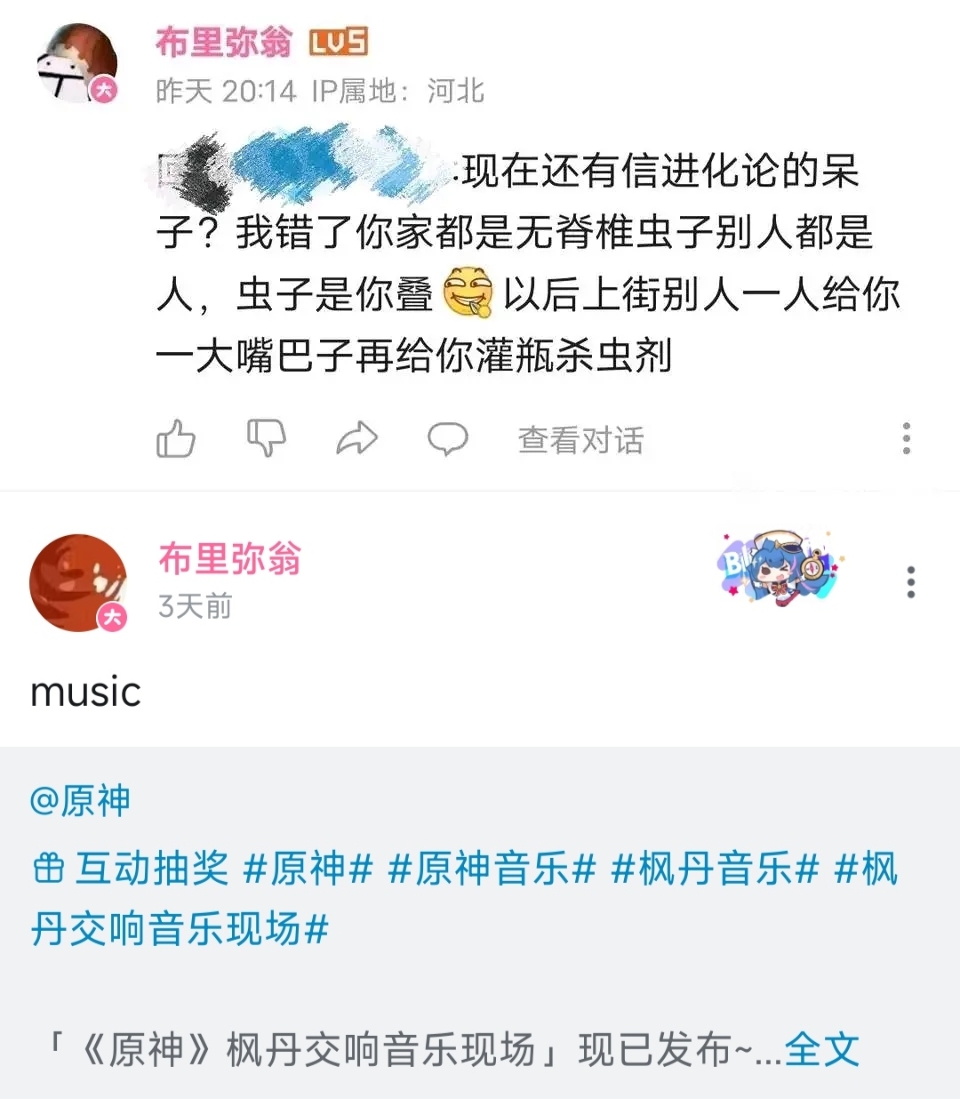 布里弥翁 LV5
大
昨天 20:14 IP属地：河北
:现在还有信进化论的呆
子？我错了你家都是无脊椎虫子别人都是
人，虫子是你叠以后上街别人一人给你
一大嘴巴子再给你灌瓶杀虫剂
查看对话
布里弥翁
大
3天前
music
@原神
互动抽奖 #原神# #原神音乐# #枫丹音乐# #枫
丹交响音乐现场#
「《原神》枫丹交响音乐现场」现已发布~...全文